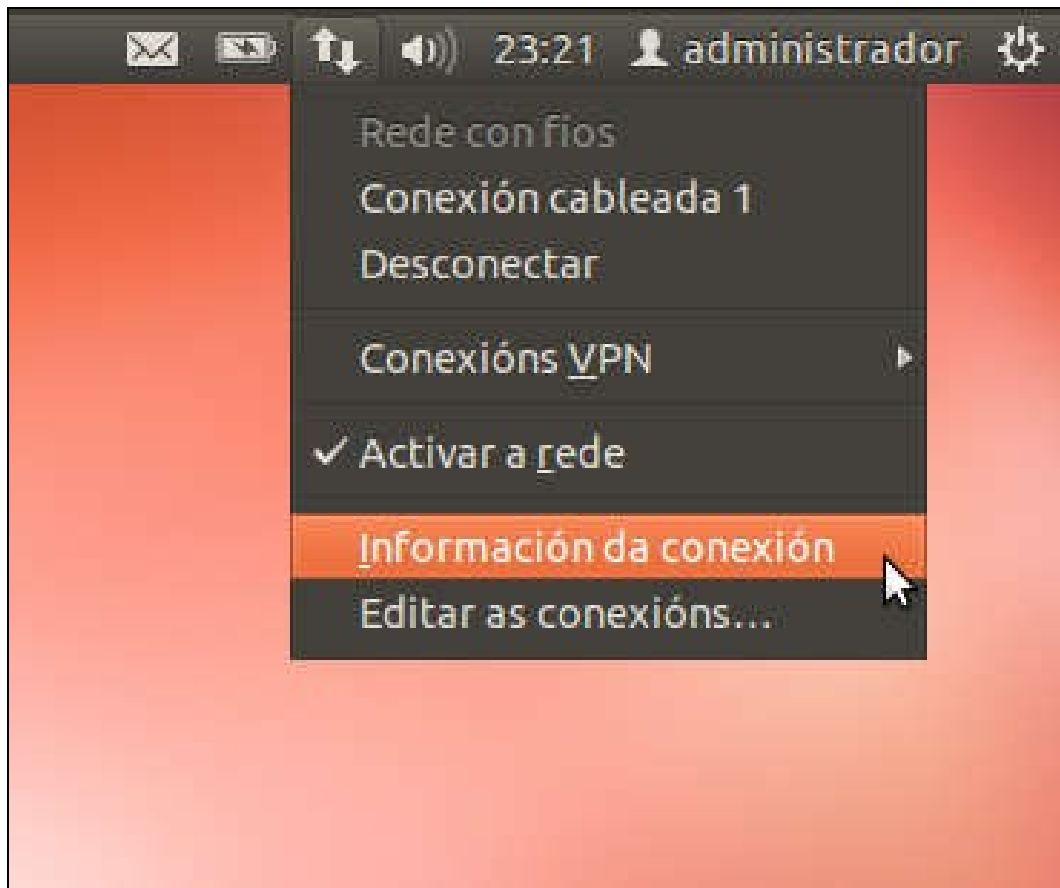 23:21 administrador
Rede con fios
Conexión cableada 1
Desconectar
Conexións VPN
Activar a rede
Información da conexión
Editar as conexións...